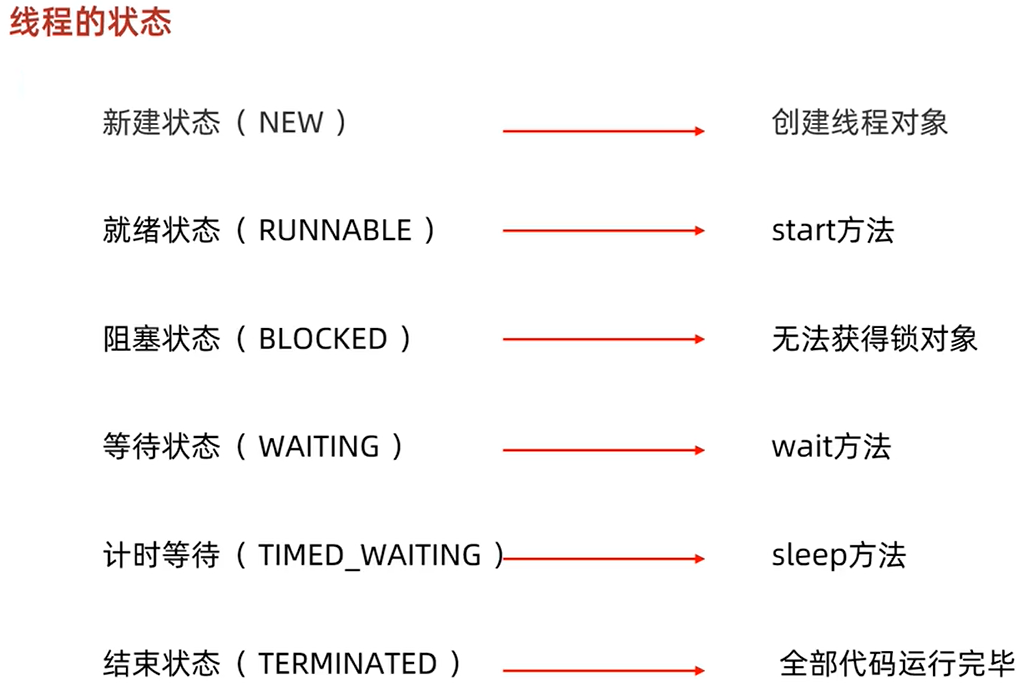 线程的状态
新建状态（ NEW ） 创建线程对象
就绪状态（ RUNNABLE ） start方法
阻塞状态（ BLOCKED ） 无法获得锁对象
等待状态（ WAITING ） wait方法
计时等待（ TIMED_WAITING ） sleep方法
结束状态（ TERMINATED ） 全部代码运行完毕